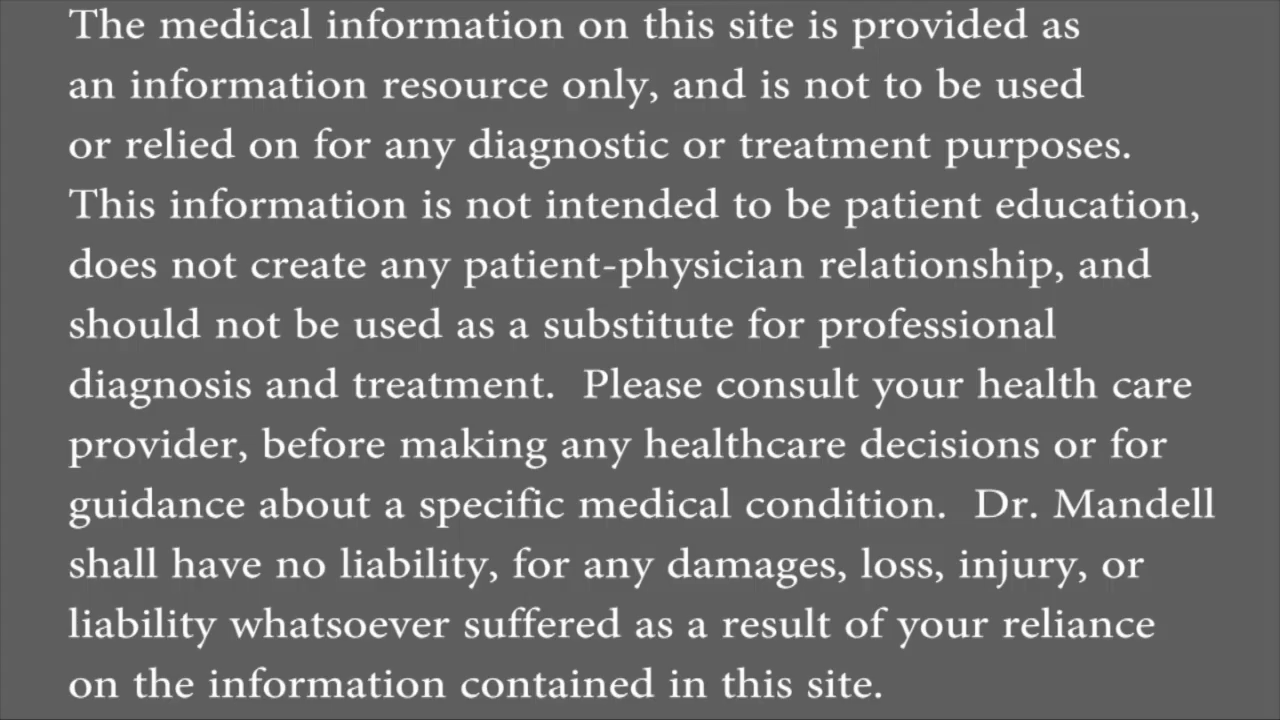 The medical information on this site is provided as
an information resource only, and is not to be used
or relied on for any diagnostic or treatment purposes.
This information is not intended to be patient education,
does not create any patient-physician relationship, and
should not be used as a substitute for professional
diagnosis and treatment.  Please consult your health care
provider, before making any healthcare decisions or for
guidance about a specific medical condition.  Dr. Mandell
shall have no liability, for any damages, loss, injury, or
liability whatsoever suffered as a result of your reliance
on the information contained in this site.